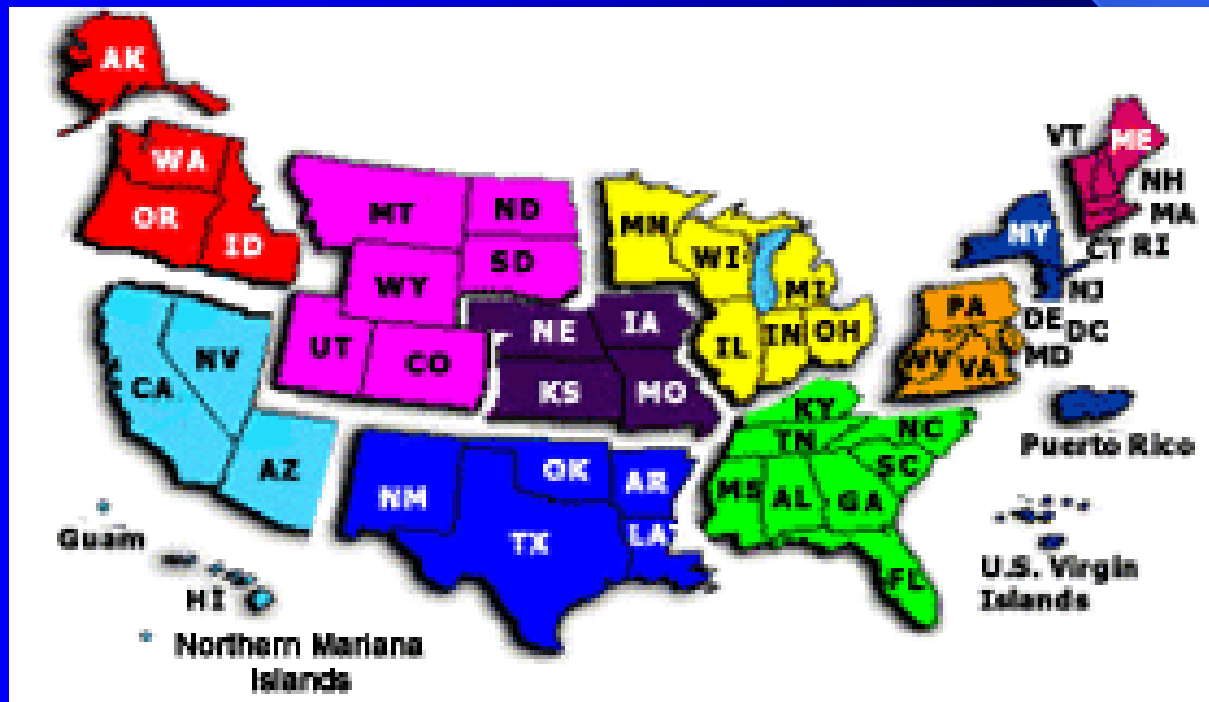 AK
WA
OR
ID
MT
ND
SD
WY
UT
CO
NE
IA
KS
MO
MN
WI
MI
IL
IN
OH
VT
ME
NH
MA
NY
CT RI
NJ
PA
DE
DC
MD
WV
VA
CA
NV
AZ
NM
OK
AR
TX
LA
KY
TN
NC
SC
MS
AL
GA
FL
Puerto Rico
Guam
HI
Northern Mariana
Islands
U.S. Virgin
Islands